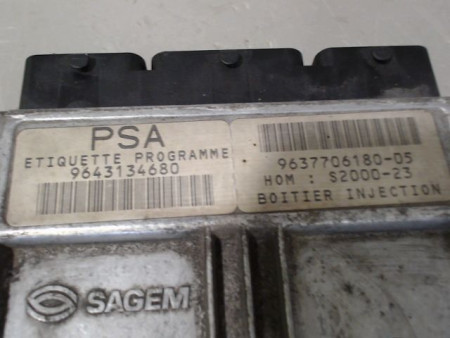 PSA
ETIQUETTE PROGRAMME
9643134680
9637706180-05
HOM : S2000-23
BOITIER INJECTION
SAGEM